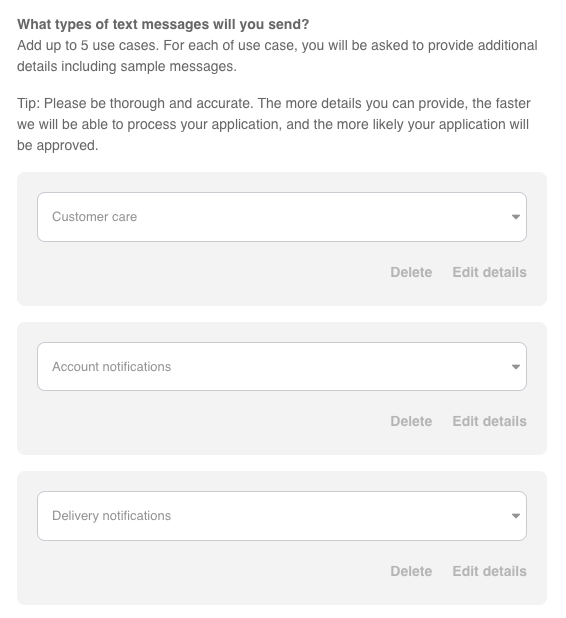 What types of text messages will you send?
Add up to 5 use cases. For each of use case, you will be asked to provide additional
details including sample messages.
Tip: Please be thorough and accurate. The more details you can provide, the faster
we will be able to process your application, and the more likely your application will
be approved.
Customer care
Delete Edit details
Account notifications
Delete Edit details
Delivery notifications
Delete Edit details